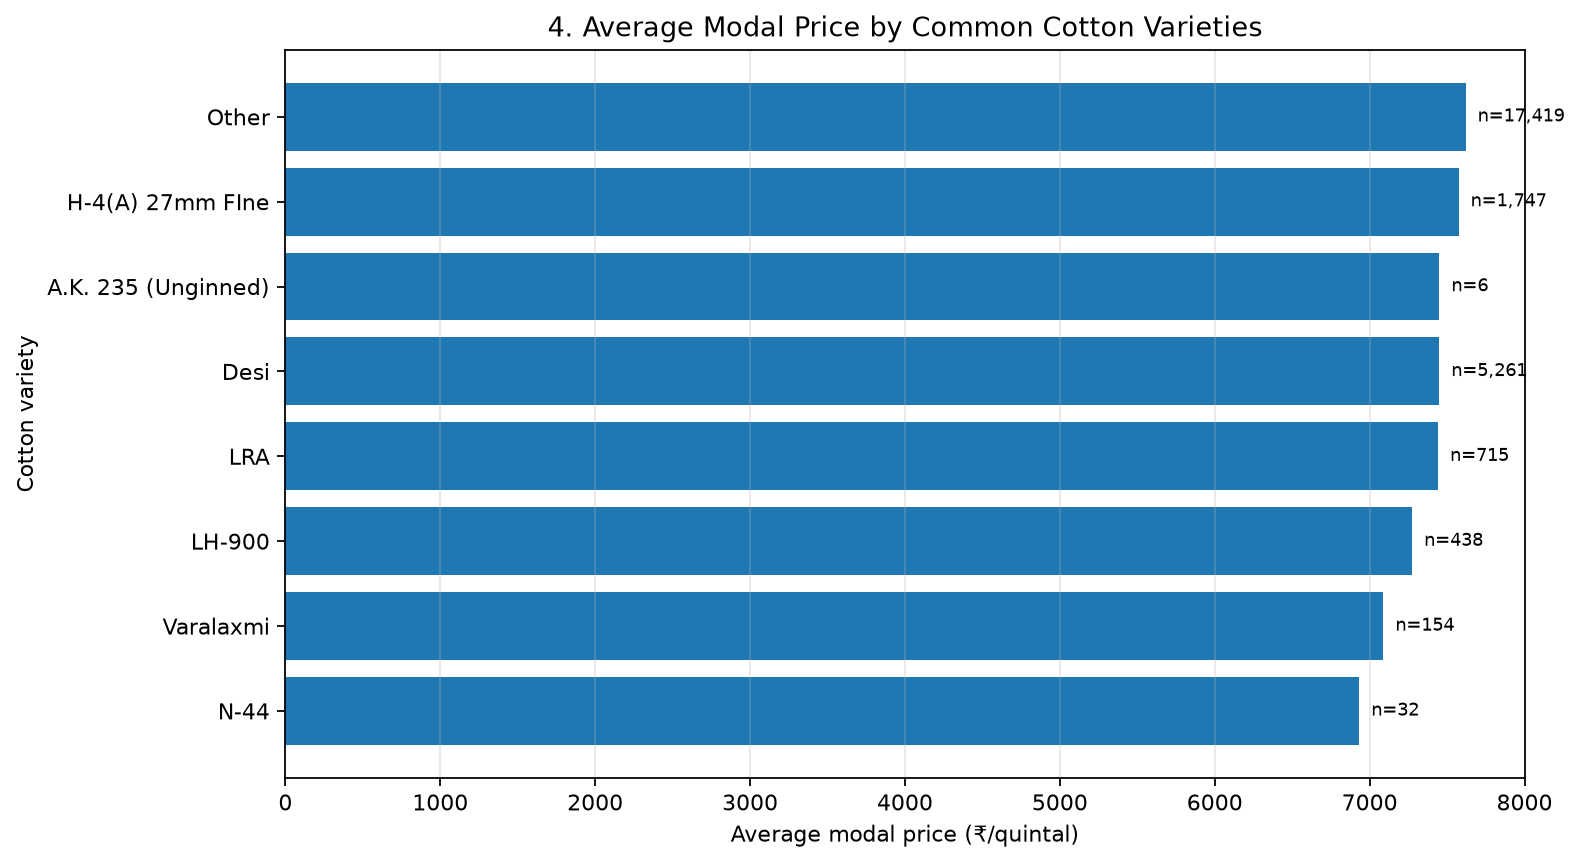 4. Average Modal Price by Common Cotton Varieties
Cotton variety
Other n=17,419
H-4(A) 27mm FIne n=1,747
A.K. 235 (Unginned) n=6
Desi n=5,261
LRA n=715
LH-900 n=438
Varalaxmi n=154
N-44 n=32
0 1000 2000 3000 4000 5000 6000 7000 8000
Average modal price (₹/quintal)